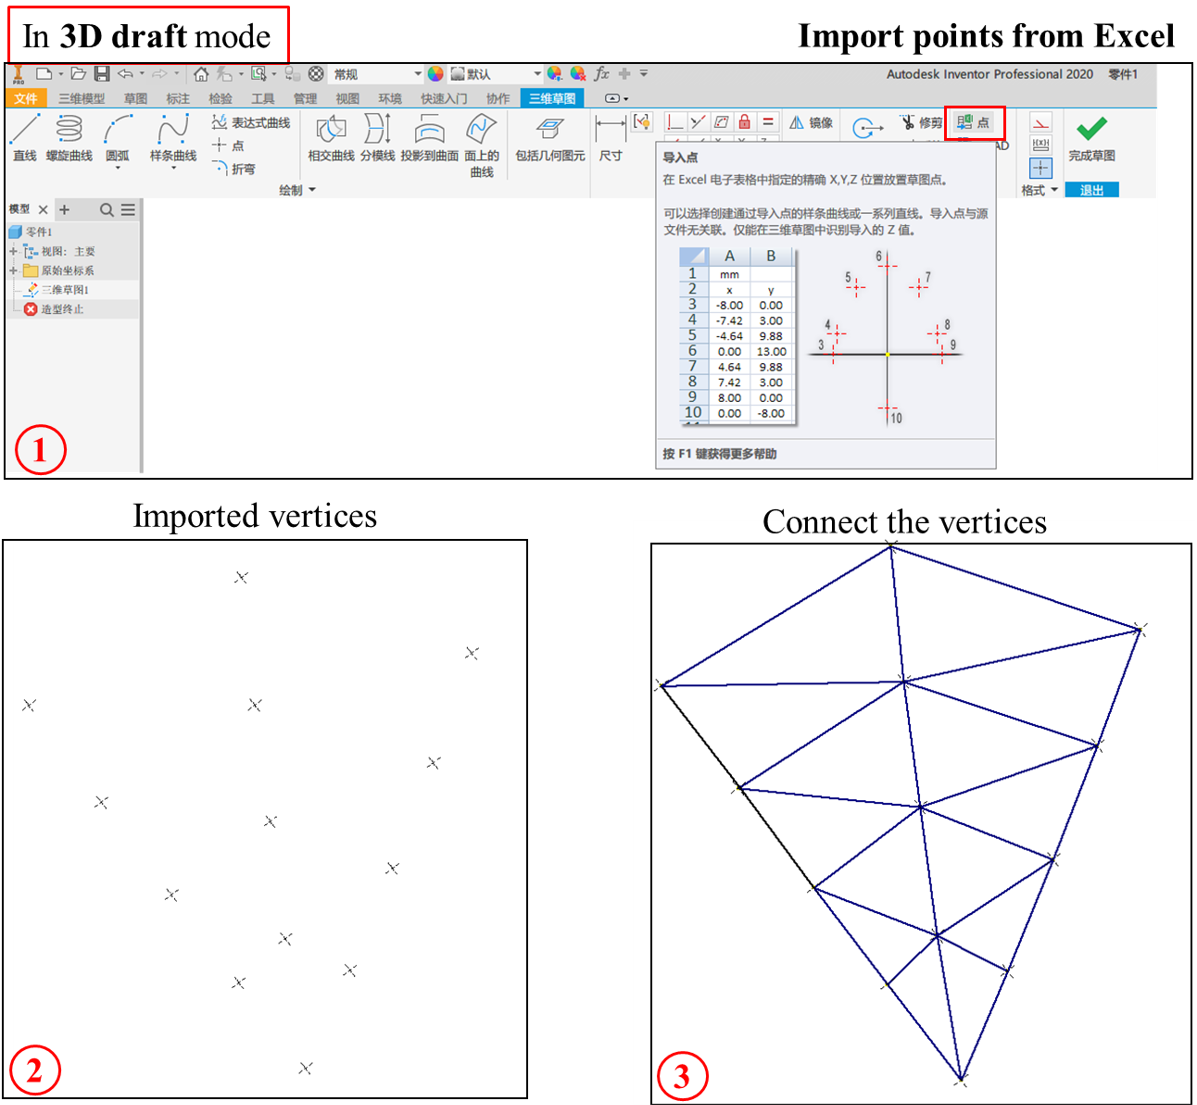 In 3D draft mode
Import points from Excel
PRO
常规
默认
fx
Autodesk Inventor Professional 2020 零件1
文件 三维模型 草图 标注 检验 工具 管理 视图 环境 快速入门 协作 三维草图
直线 螺旋曲线 圆弧 样条曲线
表达式曲线
点
折弯
相交曲线 分模线 投影到曲面 面上的曲线 包括几何图元 尺寸
镜像
修剪
点
完成草图
绘制
格式
退出
模型
零件1
视图: 主要
原始坐标系
三维草图1
造型终止
导入点
在 Excel 电子表格中指定的精确 X,Y,Z 位置放置草图点。
可以选择创建通过导入点的样条曲线或一系列直线。导入点与源
文件无关联。仅能在三维草图中识别导入的 Z 值。
A B
1 mm
2 x y
3 -8.00 0.00
4 -7.42 3.00
5 -4.64 9.88
6 0.00 13.00
7 4.64 9.88
8 7.42 3.00
9 8.00 0.00
10 0.00 -8.00
6
5 7
4 8
3 9
10
按 F1 键获得更多帮助
1
Imported vertices
Connect the vertices
2
3